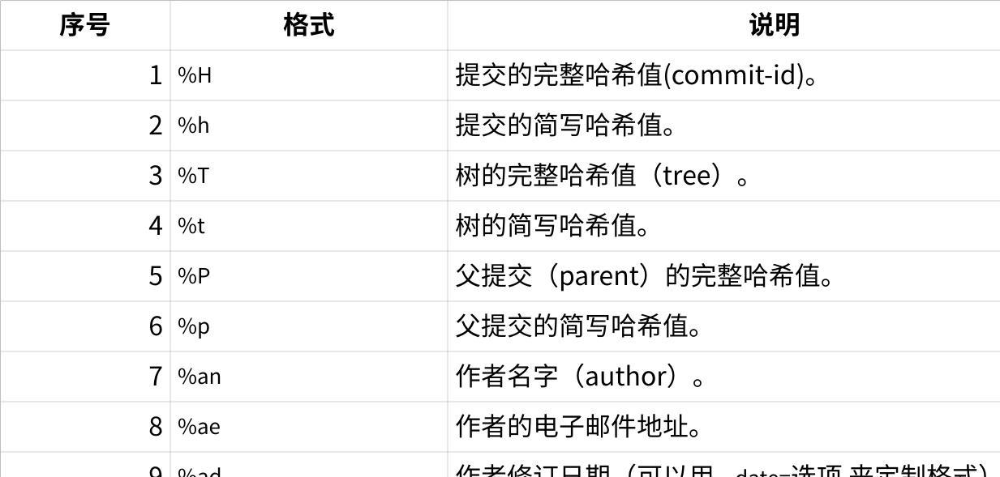 序号 格式 说明
1 %H 提交的完整哈希值(commit-id)。
2 %h 提交的简写哈希值。
3 %T 树的完整哈希值（tree）。
4 %t 树的简写哈希值。
5 %P 父提交（parent）的完整哈希值。
6 %p 父提交的简写哈希值。
7 %an 作者名字（author）。
8 %ae 作者的电子邮件地址。
9 %ad 作者修订日期（可以用 date=选项 来定制格式）